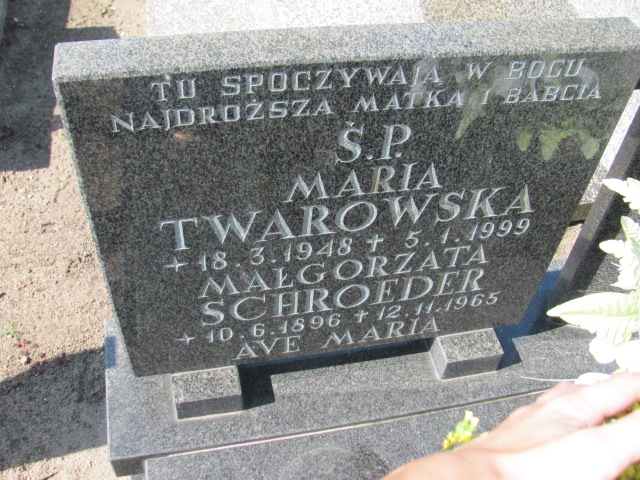 TU SPOCZYWAJĄ W BOGU
NAJDROŻSZA MATKA I BABCIA
Ś.P.
MARIA
TWAROWSKA
✶ 18.3.1948 ✝ 5.1.1999
MAŁGORZATA
SCHROEDER
✶ 10.6.1896 ✝ 12.11.1965
AVE MARIA